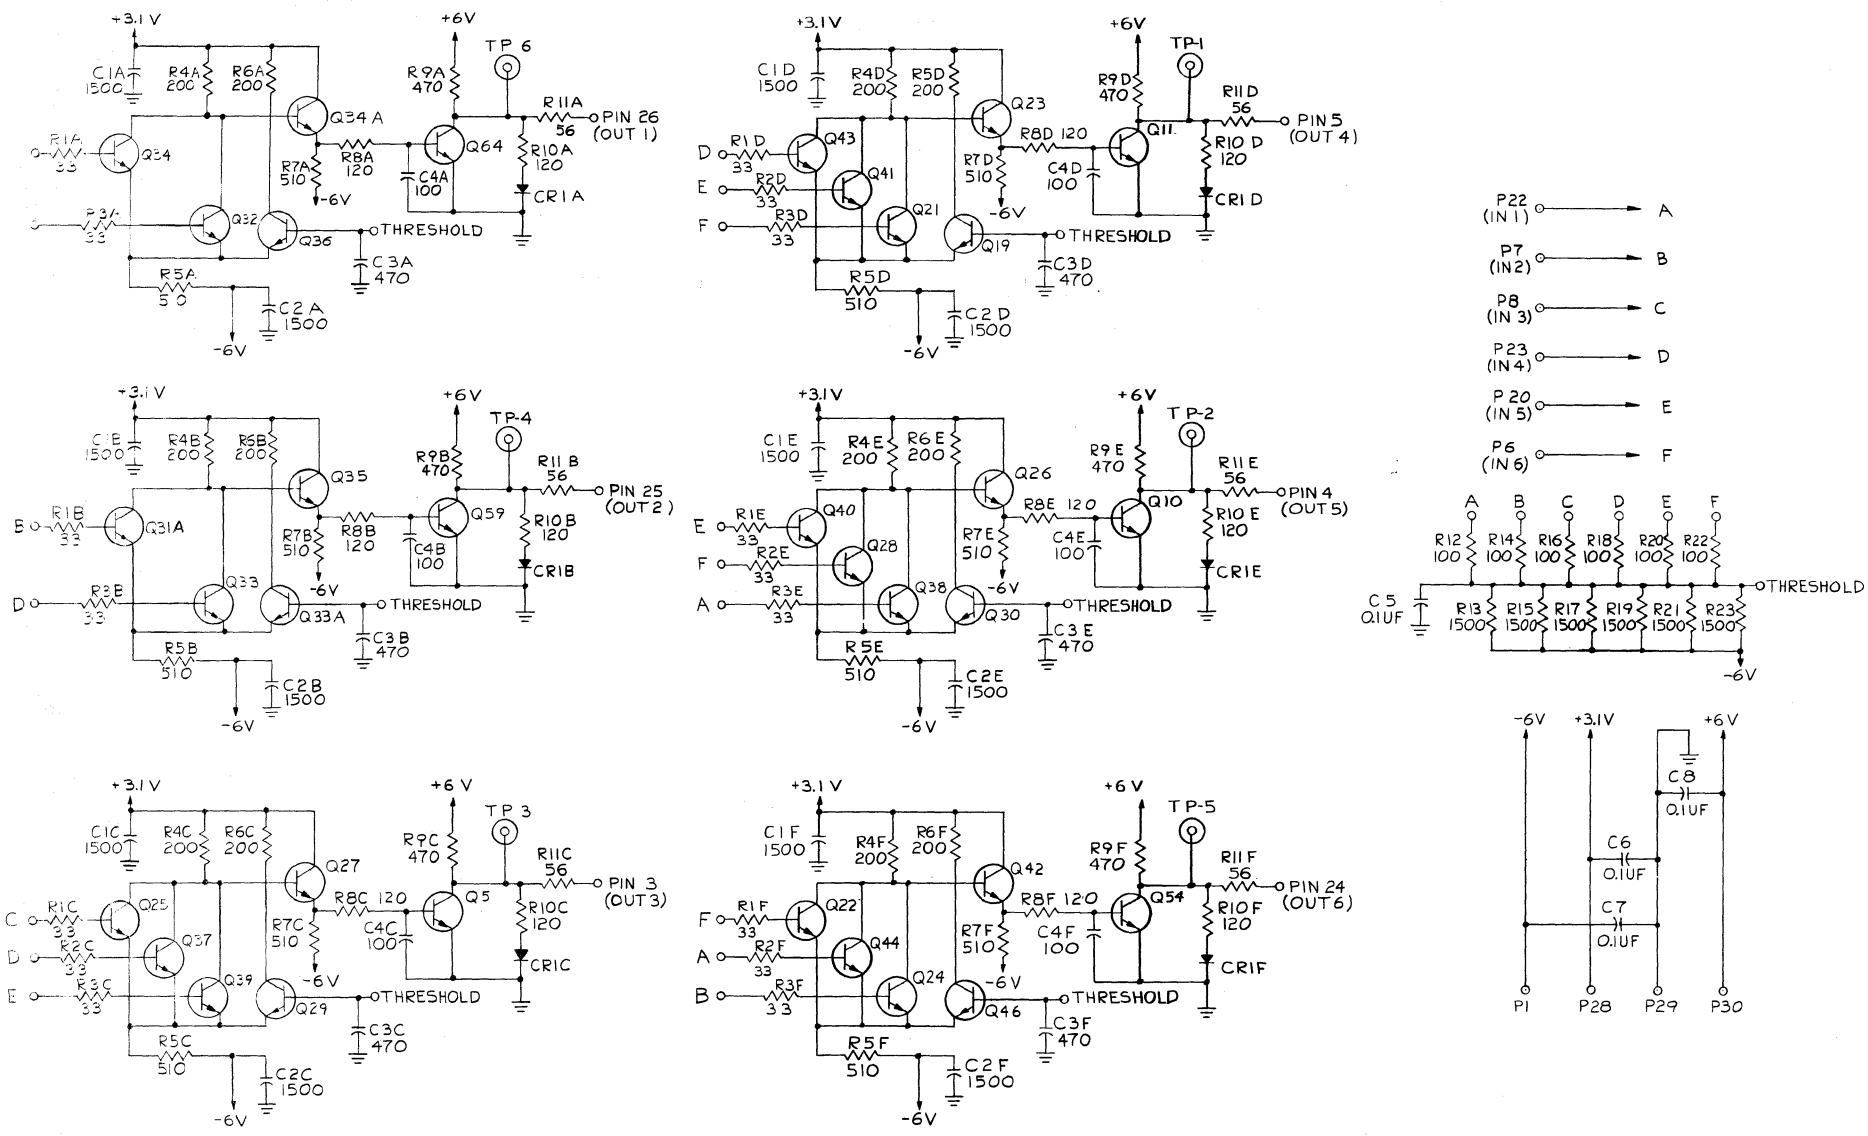 +3.1V
C1A
1500
R4A
200
R6A
200
Q34A
+6V
R9A
470
TP 6
R11A
56
PIN 26
(OUT 1)
R1A
33
Q34
R7A
510
-6V
R8A
120
C4A
100
Q64
R10A
120
CR1A
R3A
33
Q32
Q36
THRESHOLD
C3A
470
R5A
C2A
1500
-6V
+3.1V
C1D
1500
R4D
200
R5D
200
Q23
+6V
R9D
470
TP-1
R11D
56
PIN 5
(OUT 4)
D
R1D
33
Q43
E
R2D
33
Q41
F
R3D
33
Q21
Q19
R7D
510
-6V
R8D 120
C4D
100
Q11
R10D
120
CR1D
THRESHOLD
C3D
470
R5D
510
C2D
1500
-6V
+3.1V
C1B
1500
R4B
200
R6B
200
Q35
+6V
R9B
470
TP-4
R11B
56
PIN 25
(OUT 2)
B
R1B
33
Q31A
R7B
510
-6V
R8B
120
C4B
100
Q59
R10B
120
CR1B
D
R3B
33
Q33
Q33A
THRESHOLD
C3B
470
R5B
510
C2B
1500
-6V
+3.1V
C1E
1500
R4E
200
R6E
200
Q26
+6V
R9E
470
TP-2
R11E
56
PIN 4
(OUT 5)
E
R1E
33
Q40
F
R2E
33
Q28
A
R3E
33
Q38
Q30
R7E
510
-6V
R8E 120
C4E
100
Q10
R10E
120
CR1E
THRESHOLD
C3E
470
R5E
510
C2E
1500
-6V
+3.1V
C1C
1500
R4C
200
R6C
200
Q27
+6V
R9C
470
TP 3
R11C
56
PIN 3
(OUT 3)
C
R1C
33
Q25
D
R2C
33
Q37
E
R3C
33
Q39
Q29
R7C
510
-6V
R8C 120
C4C
100
Q5
R10C
120
CR1C
THRESHOLD
C3C
470
R5C
510
C2C
1500
-6V
+3.1V
C1F
1500
R4F
200
R6F
200
Q42
+6V
R9F
470
TP-5
R11F
56
PIN 24
(OUT 6)
F
R1F
33
Q22
A
R2F
33
Q44
B
R3F
33
Q24
Q46
R7F
510
-6V
R8F 120
C4F
100
Q54
R10F
120
CR1F
THRESHOLD
C3F
470
R5F
510
C2F
1500
-6V
P22
(IN 1)
A
P7
(IN 2)
B
P8
(IN 3)
C
P23
(IN 4)
D
P20
(IN 5)
E
P6
(IN 6)
F
A B C D E F
R12
100
R14
100
R16
100
R18
100
R20
100
R22
100
THRESHOLD
C5
0.1UF
R13
1500
R15
1500
R17
1500
R19
1500
R21
1500
R23
1500
-6V
-6V +3.1V +6V
C8
0.1UF
C6
0.1UF
C7
0.1UF
P1 P28 P29 P30